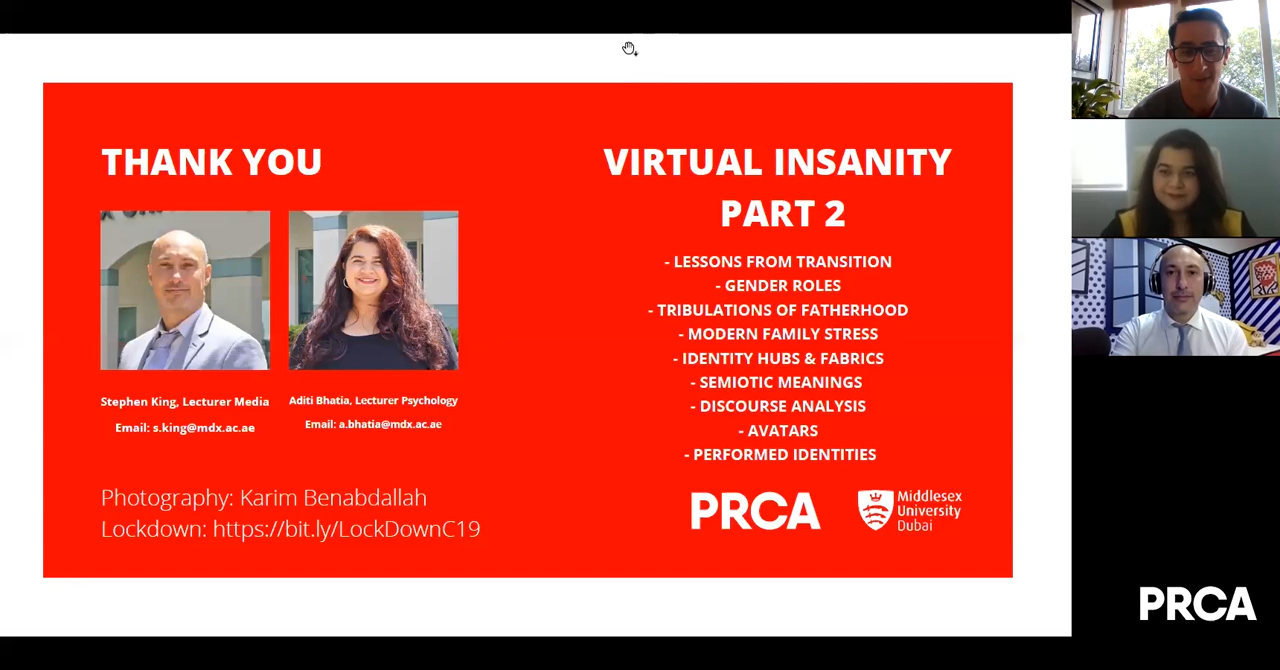 THANK YOU
Stephen King, Lecturer Media
Email: s.king@mdx.ac.ae
Aditi Bhatia, Lecturer Psychology
Email: a.bhatia@mdx.ac.ae
Photography: Karim Benabdallah
Lockdown: https://bit.ly/LockDownC19
VIRTUAL INSANITY
PART 2
- LESSONS FROM TRANSITION
- GENDER ROLES
- TRIBULATIONS OF FATHERHOOD
- MODERN FAMILY STRESS
- IDENTITY HUBS & FABRICS
- SEMIOTIC MEANINGS
- DISCOURSE ANALYSIS
- AVATARS
- PERFORMED IDENTITIES
PRCA
Middlesex
University
Dubai
PRCA